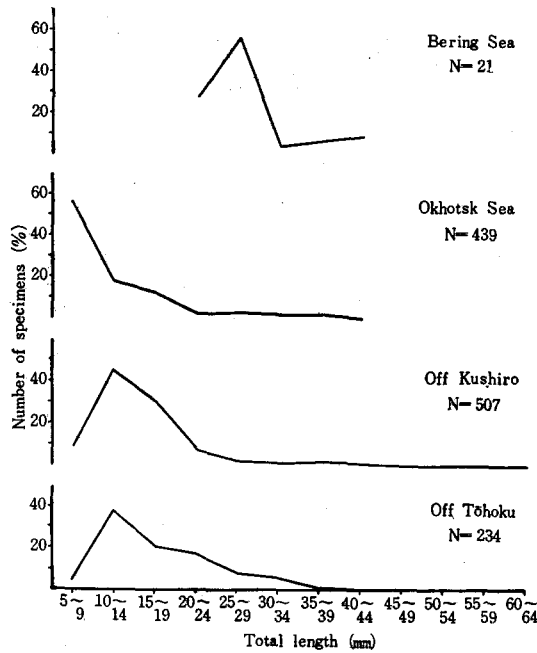 Number of specimens (%)
60
40
20
Bering Sea
N=21
60
40
20
Okhotsk Sea
N=439
40
20
Off Kushiro
N=507
40
20
Off Tōhoku
N=234
5~ 10~ 15~ 20~ 25~ 30~ 35~ 40~ 45~ 50~ 55~ 60~
9 14 19 24 29 34 39 44 49 54 59 64
Total length (mm)